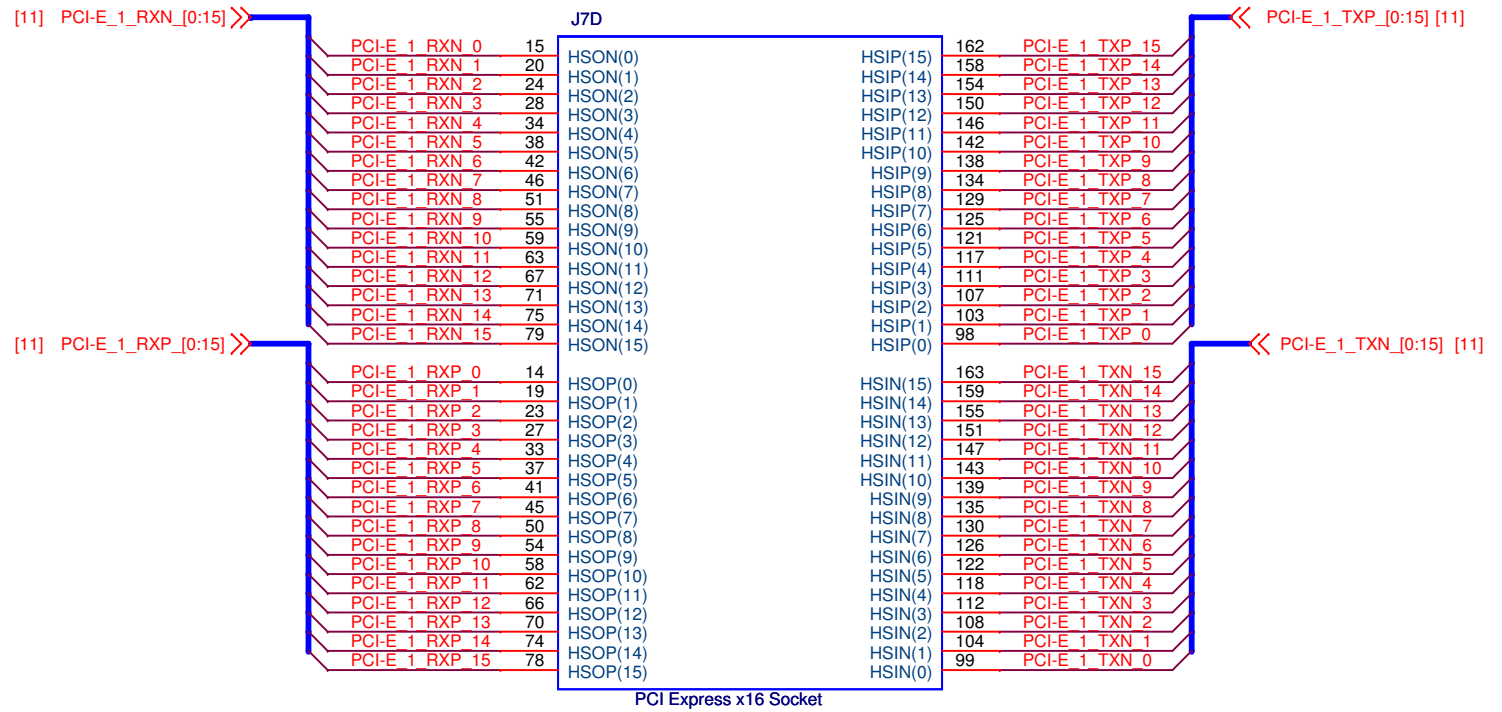 [11] PCI-E_1_RXN_[0:15] J7D PCI-E_1_TXP_[0:15] [11]
PCI-E_1_RXN_0 15 HSON(0) HSIP(15) 162 PCI-E_1_TXP_15
PCI-E_1_RXN_1 20 HSON(1) HSIP(14) 158 PCI-E_1_TXP_14
PCI-E_1_RXN_2 24 HSON(2) HSIP(13) 154 PCI-E_1_TXP_13
PCI-E_1_RXN_3 28 HSON(3) HSIP(12) 150 PCI-E_1_TXP_12
PCI-E_1_RXN_4 34 HSON(4) HSIP(11) 146 PCI-E_1_TXP_11
PCI-E_1_RXN_5 38 HSON(5) HSIP(10) 142 PCI-E_1_TXP_10
PCI-E_1_RXN_6 42 HSON(6) HSIP(9) 138 PCI-E_1_TXP_9
PCI-E_1_RXN_7 46 HSON(7) HSIP(8) 134 PCI-E_1_TXP_8
PCI-E_1_RXN_8 51 HSON(8) HSIP(7) 129 PCI-E_1_TXP_7
PCI-E_1_RXN_9 55 HSON(9) HSIP(6) 125 PCI-E_1_TXP_6
PCI-E_1_RXN_10 59 HSON(10) HSIP(5) 121 PCI-E_1_TXP_5
PCI-E_1_RXN_11 63 HSON(11) HSIP(4) 117 PCI-E_1_TXP_4
PCI-E_1_RXN_12 67 HSON(12) HSIP(3) 111 PCI-E_1_TXP_3
PCI-E_1_RXN_13 71 HSON(13) HSIP(2) 107 PCI-E_1_TXP_2
PCI-E_1_RXN_14 75 HSON(14) HSIP(1) 103 PCI-E_1_TXP_1
PCI-E_1_RXN_15 79 HSON(15) HSIP(0) 98 PCI-E_1_TXP_0
[11] PCI-E_1_RXP_[0:15] PCI-E_1_TXN_[0:15] [11]
PCI-E_1_RXP_0 14 HSOP(0) HSIN(15) 163 PCI-E_1_TXN_15
PCI-E_1_RXP_1 19 HSOP(1) HSIN(14) 159 PCI-E_1_TXN_14
PCI-E_1_RXP_2 23 HSOP(2) HSIN(13) 155 PCI-E_1_TXN_13
PCI-E_1_RXP_3 27 HSOP(3) HSIN(12) 151 PCI-E_1_TXN_12
PCI-E_1_RXP_4 33 HSOP(4) HSIN(11) 147 PCI-E_1_TXN_11
PCI-E_1_RXP_5 37 HSOP(5) HSIN(10) 143 PCI-E_1_TXN_10
PCI-E_1_RXP_6 41 HSOP(6) HSIN(9) 139 PCI-E_1_TXN_9
PCI-E_1_RXP_7 45 HSOP(7) HSIN(8) 135 PCI-E_1_TXN_8
PCI-E_1_RXP_8 50 HSOP(8) HSIN(7) 130 PCI-E_1_TXN_7
PCI-E_1_RXP_9 54 HSOP(9) HSIN(6) 126 PCI-E_1_TXN_6
PCI-E_1_RXP_10 58 HSOP(10) HSIN(5) 122 PCI-E_1_TXN_5
PCI-E_1_RXP_11 62 HSOP(11) HSIN(4) 118 PCI-E_1_TXN_4
PCI-E_1_RXP_12 66 HSOP(12) HSIN(3) 112 PCI-E_1_TXN_3
PCI-E_1_RXP_13 70 HSOP(13) HSIN(2) 108 PCI-E_1_TXN_2
PCI-E_1_RXP_14 74 HSOP(14) HSIN(1) 104 PCI-E_1_TXN_1
PCI-E_1_RXP_15 78 HSOP(15) HSIN(0) 99 PCI-E_1_TXN_0
PCI Express x16 Socket